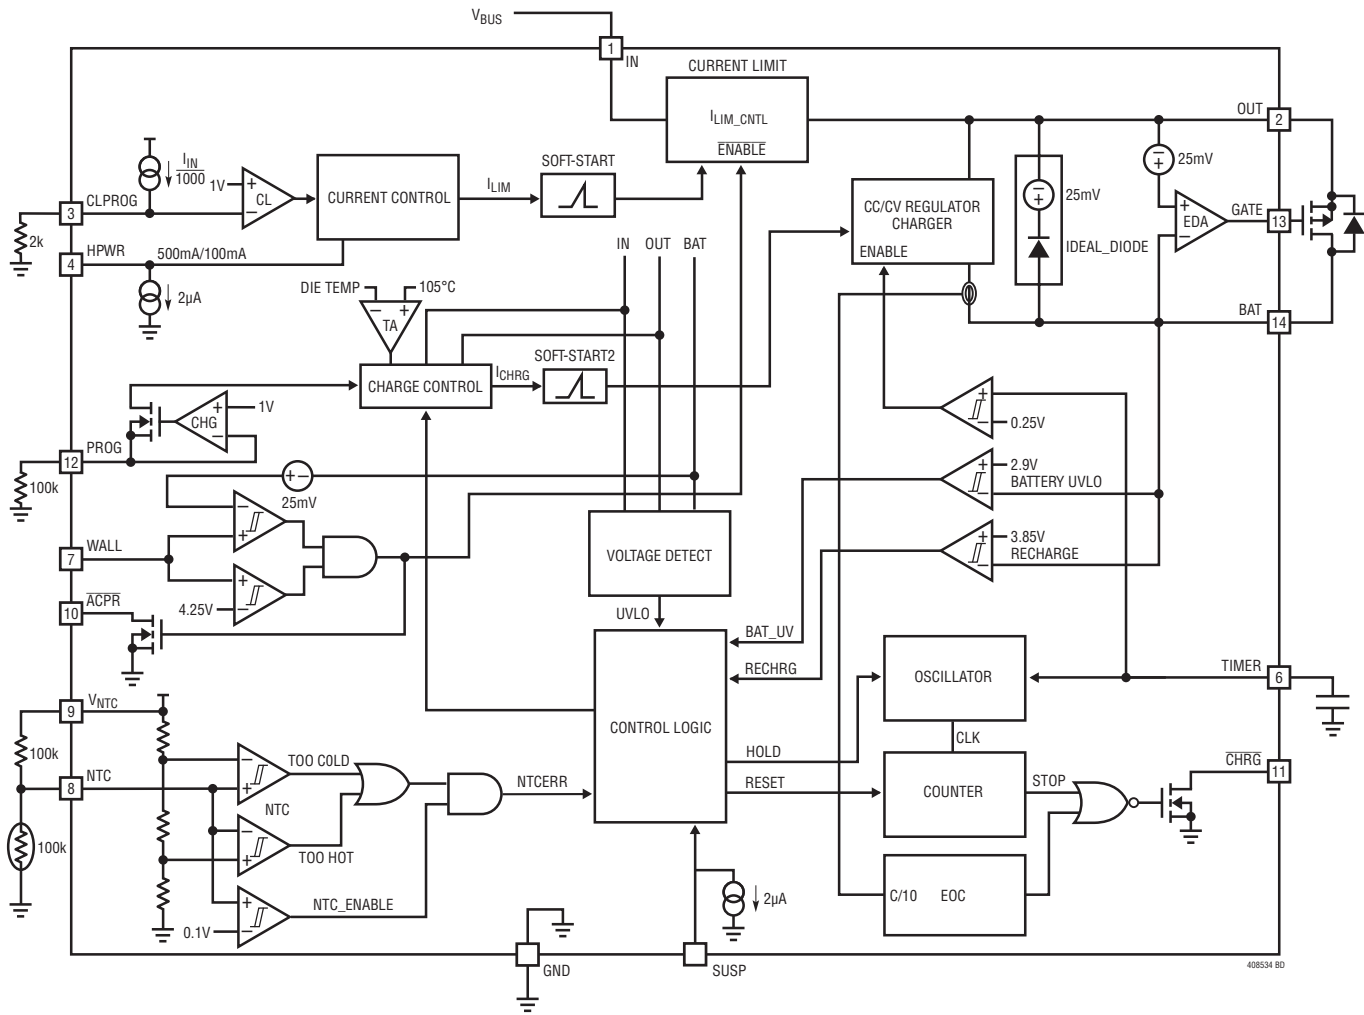 VBUS
1
IN
CURRENT LIMIT
ILIM_CNTL
ENABLE
OUT
2
IIN
1000
1V
+
CL
−
CURRENT CONTROL
ILIM
SOFT-START
CLPROG
3
2k
HPWR
4
500mA/100mA
2µA
CC/CV REGULATOR
CHARGER
ENABLE
− +
25mV
IDEAL_DIODE
− +
25mV
+
EDA
−
GATE
13
BAT
14
IN
OUT
BAT
DIE TEMP
105°C
− +
TA
CHARGE CONTROL
ICHRG
SOFT-START2
1V
+
CHG
−
PROG
12
100k
+ −
25mV
+
0.25V
−
+
2.9V
BATTERY UVLO
−
+
3.85V
RECHARGE
−
−
+
WALL
7
+
4.25V
−
ACPR
10
VOLTAGE DETECT
UVLO
BAT_UV
RECHRG
CONTROL LOGIC
HOLD
RESET
OSCILLATOR
CLK
COUNTER
STOP
C/10 EOC
TIMER
6
CHRG
11
VNTC
9
100k
NTC
8
100k
−
+
TOO C0LD
NTC
−
+
TOO HOT
+
0.1V
−
NTC_ENABLE
NTCERR
2µA
GND
SUSP
408534 BD